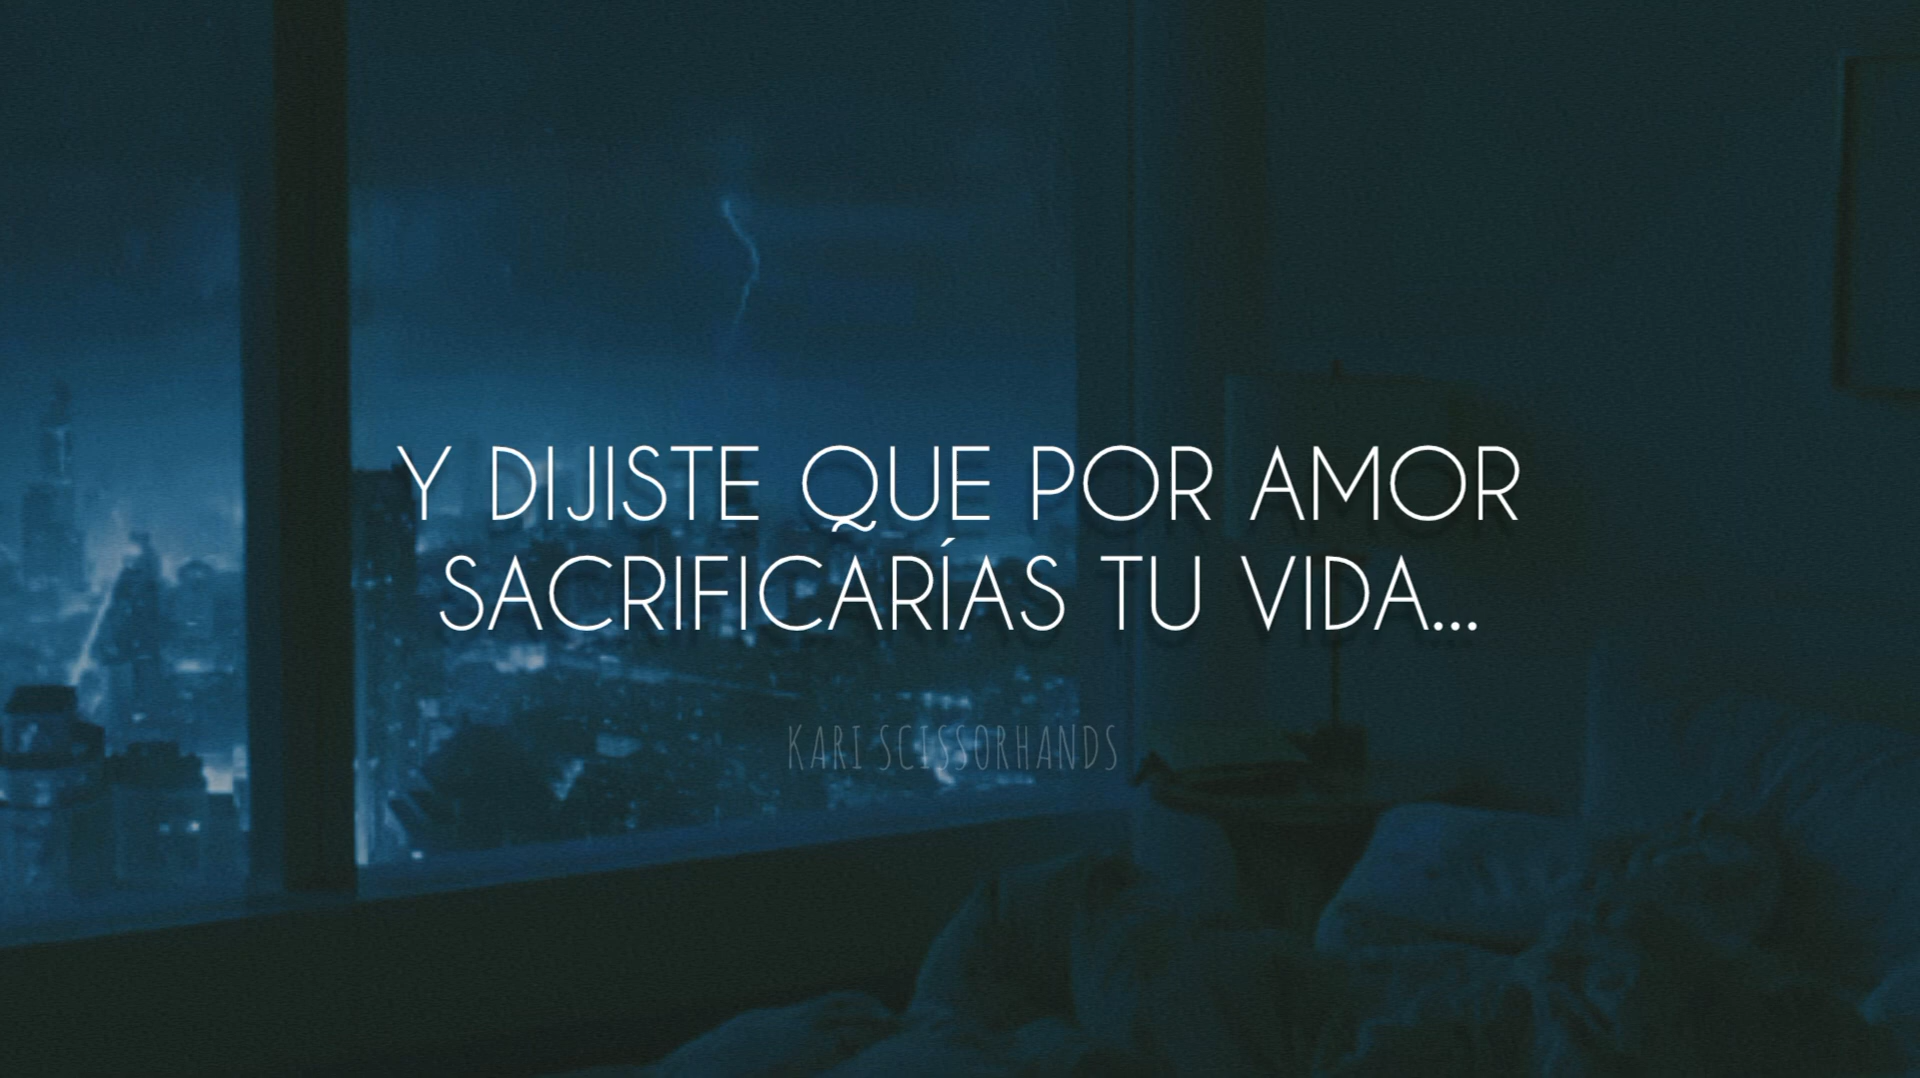 Y DIJISTE QUE POR AMOR
SACRIFICARÍAS TU VIDA...
KARI SCISSORHANDS